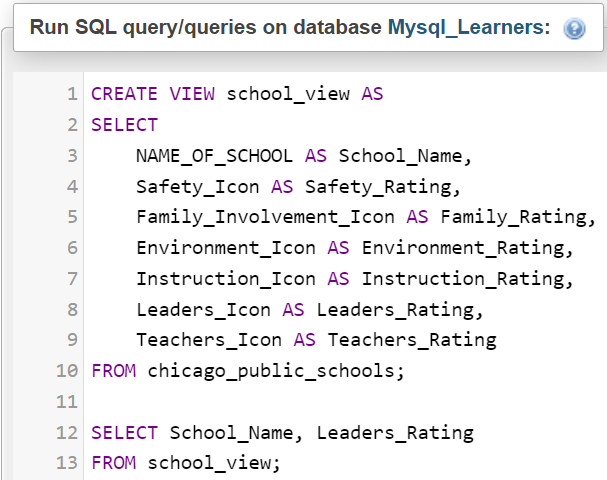 Run SQL query/queries on database Mysql_Learners:
1 CREATE VIEW school_view AS
2 SELECT
3 NAME_OF_SCHOOL AS School_Name,
4 Safety_Icon AS Safety_Rating,
5 Family_Involvement_Icon AS Family_Rating,
6 Environment_Icon AS Environment_Rating,
7 Instruction_Icon AS Instruction_Rating,
8 Leaders_Icon AS Leaders_Rating,
9 Teachers_Icon AS Teachers_Rating
10 FROM chicago_public_schools;
11
12 SELECT School_Name, Leaders_Rating
13 FROM school_view;